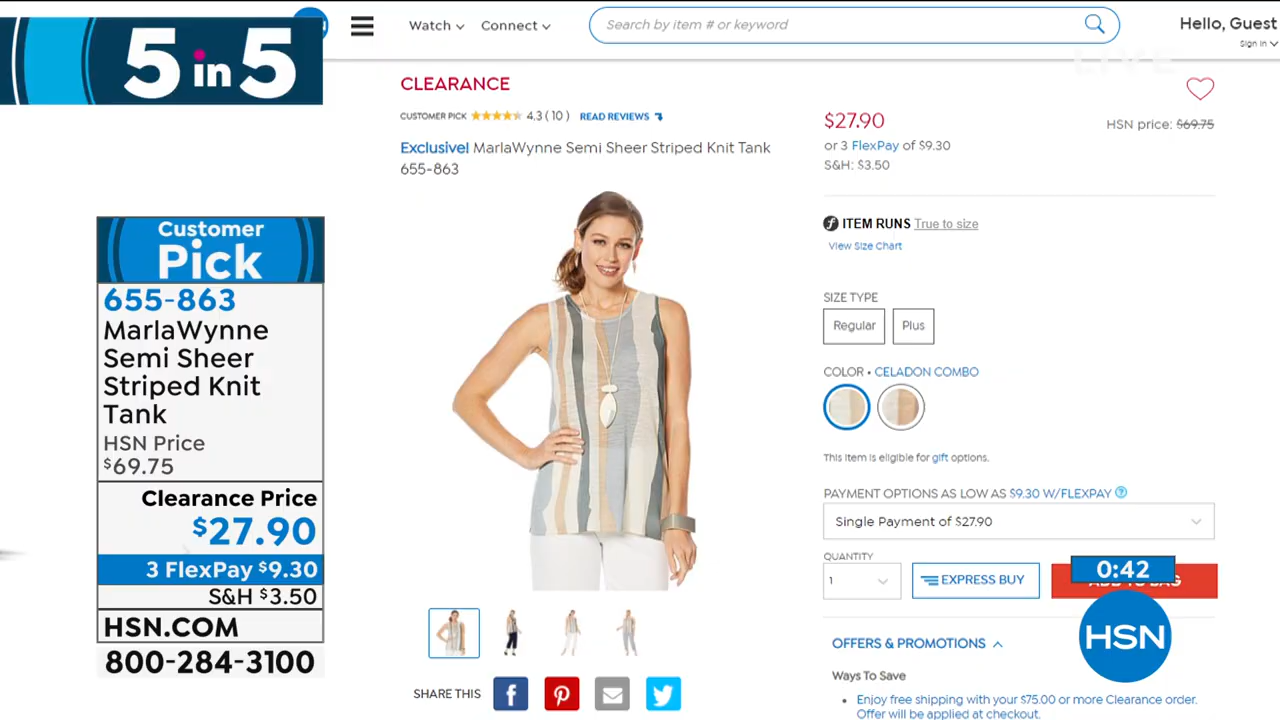 5 in 5
Watch
Connect
Search by item # or keyword
Hello, Guest
Sign In
LIVE
CLEARANCE
CUSTOMER PICK 4.3 ( 10 ) READ REVIEWS
Exclusive! MarlaWynne Semi Sheer Striped Knit Tank
655-863
$27.90
HSN price: $69.75
or 3 FlexPay of $9.30
S&H: $3.50
ITEM RUNS True to size
View Size Chart
SIZE TYPE
Regular
Plus
COLOR • CELADON COMBO
This item is eligible for gift options.
PAYMENT OPTIONS AS LOW AS $9.30 W/FLEXPAY ?
Single Payment of $27.90
QUANTITY
1
EXPRESS BUY
0:42
ADD TO BAG
HSN
OFFERS & PROMOTIONS
Ways To Save
• Enjoy free shipping with your $75.00 or more Clearance order.
Offer will be applied at checkout.
SHARE THIS
Customer
Pick
655-863
MarlaWynne
Semi Sheer
Striped Knit
Tank
HSN Price
$69.75
Clearance Price
$27.90
3 FlexPay $9.30
S&H $3.50
HSN.COM
800-284-3100